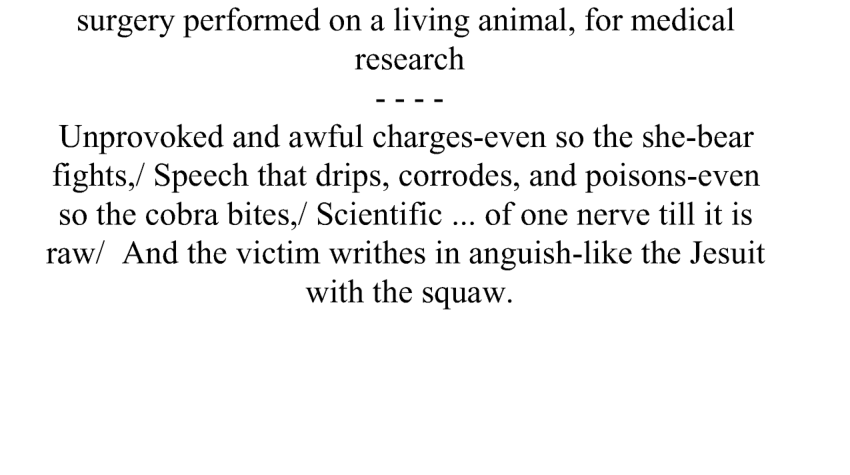 surgery performed on a living animal, for medical
research
- - - -
Unprovoked and awful charges-even so the she-bear
fights,/ Speech that drips, corrodes, and poisons-even
so the cobra bites,/ Scientific ... of one nerve till it is
raw/  And the victim writhes in anguish-like the Jesuit
with the squaw.